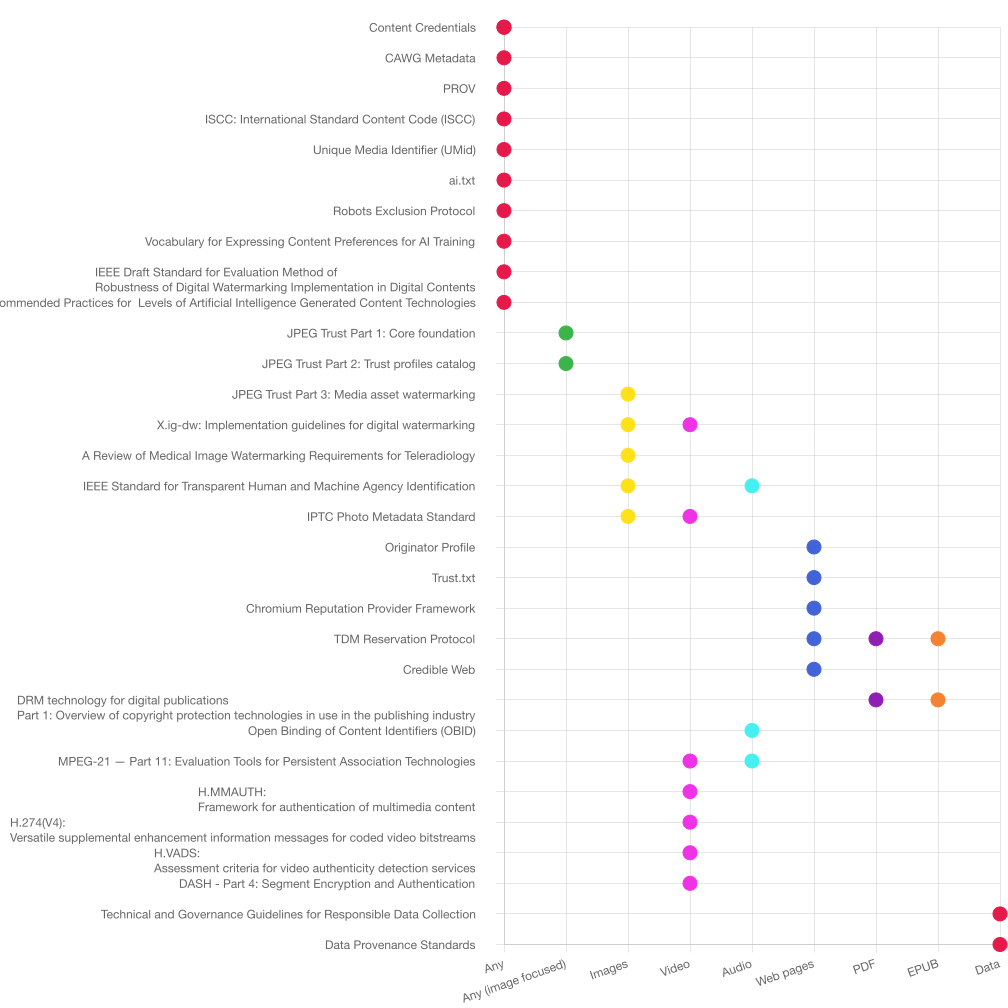 Content Credentials
CAWG Metadata
PROV
ISCC: International Standard Content Code (ISCC)
Unique Media Identifier (UMid)
ai.txt
Robots Exclusion Protocol
Vocabulary for Expressing Content Preferences for AI Training
IEEE Draft Standard for Evaluation Method of
Robustness of Digital Watermarking Implementation in Digital Contents
Practices for  Levels of Artificial Intelligence Generated Content Technologies
JPEG Trust Part 1: Core foundation
JPEG Trust Part 2: Trust profiles catalog
JPEG Trust Part 3: Media asset watermarking
X.ig-dw: Implementation guidelines for digital watermarking
A Review of Medical Image Watermarking Requirements for Teleradiology
IEEE Standard for Transparent Human and Machine Agency Identification
IPTC Photo Metadata Standard
Originator Profile
Trust.txt
Chromium Reputation Provider Framework
TDM Reservation Protocol
Credible Web
DRM technology for digital publications
Part 1: Overview of copyright protection technologies in use in the publishing industry
Open Binding of Content Identifiers (OBID)
MPEG-21 — Part 11: Evaluation Tools for Persistent Association Technologies
H.MMAUTH:
Framework for authentication of multimedia content
H.274(V4):
Versatile supplemental enhancement information messages for coded video bitstreams
H.VADS:
Assessment criteria for video authenticity detection services
DASH - Part 4: Segment Encryption and Authentication
Technical and Governance Guidelines for Responsible Data Collection
Data Provenance Standards
Any
Any (image focused)
Images
Video
Audio
Web pages
PDF
EPUB
Data